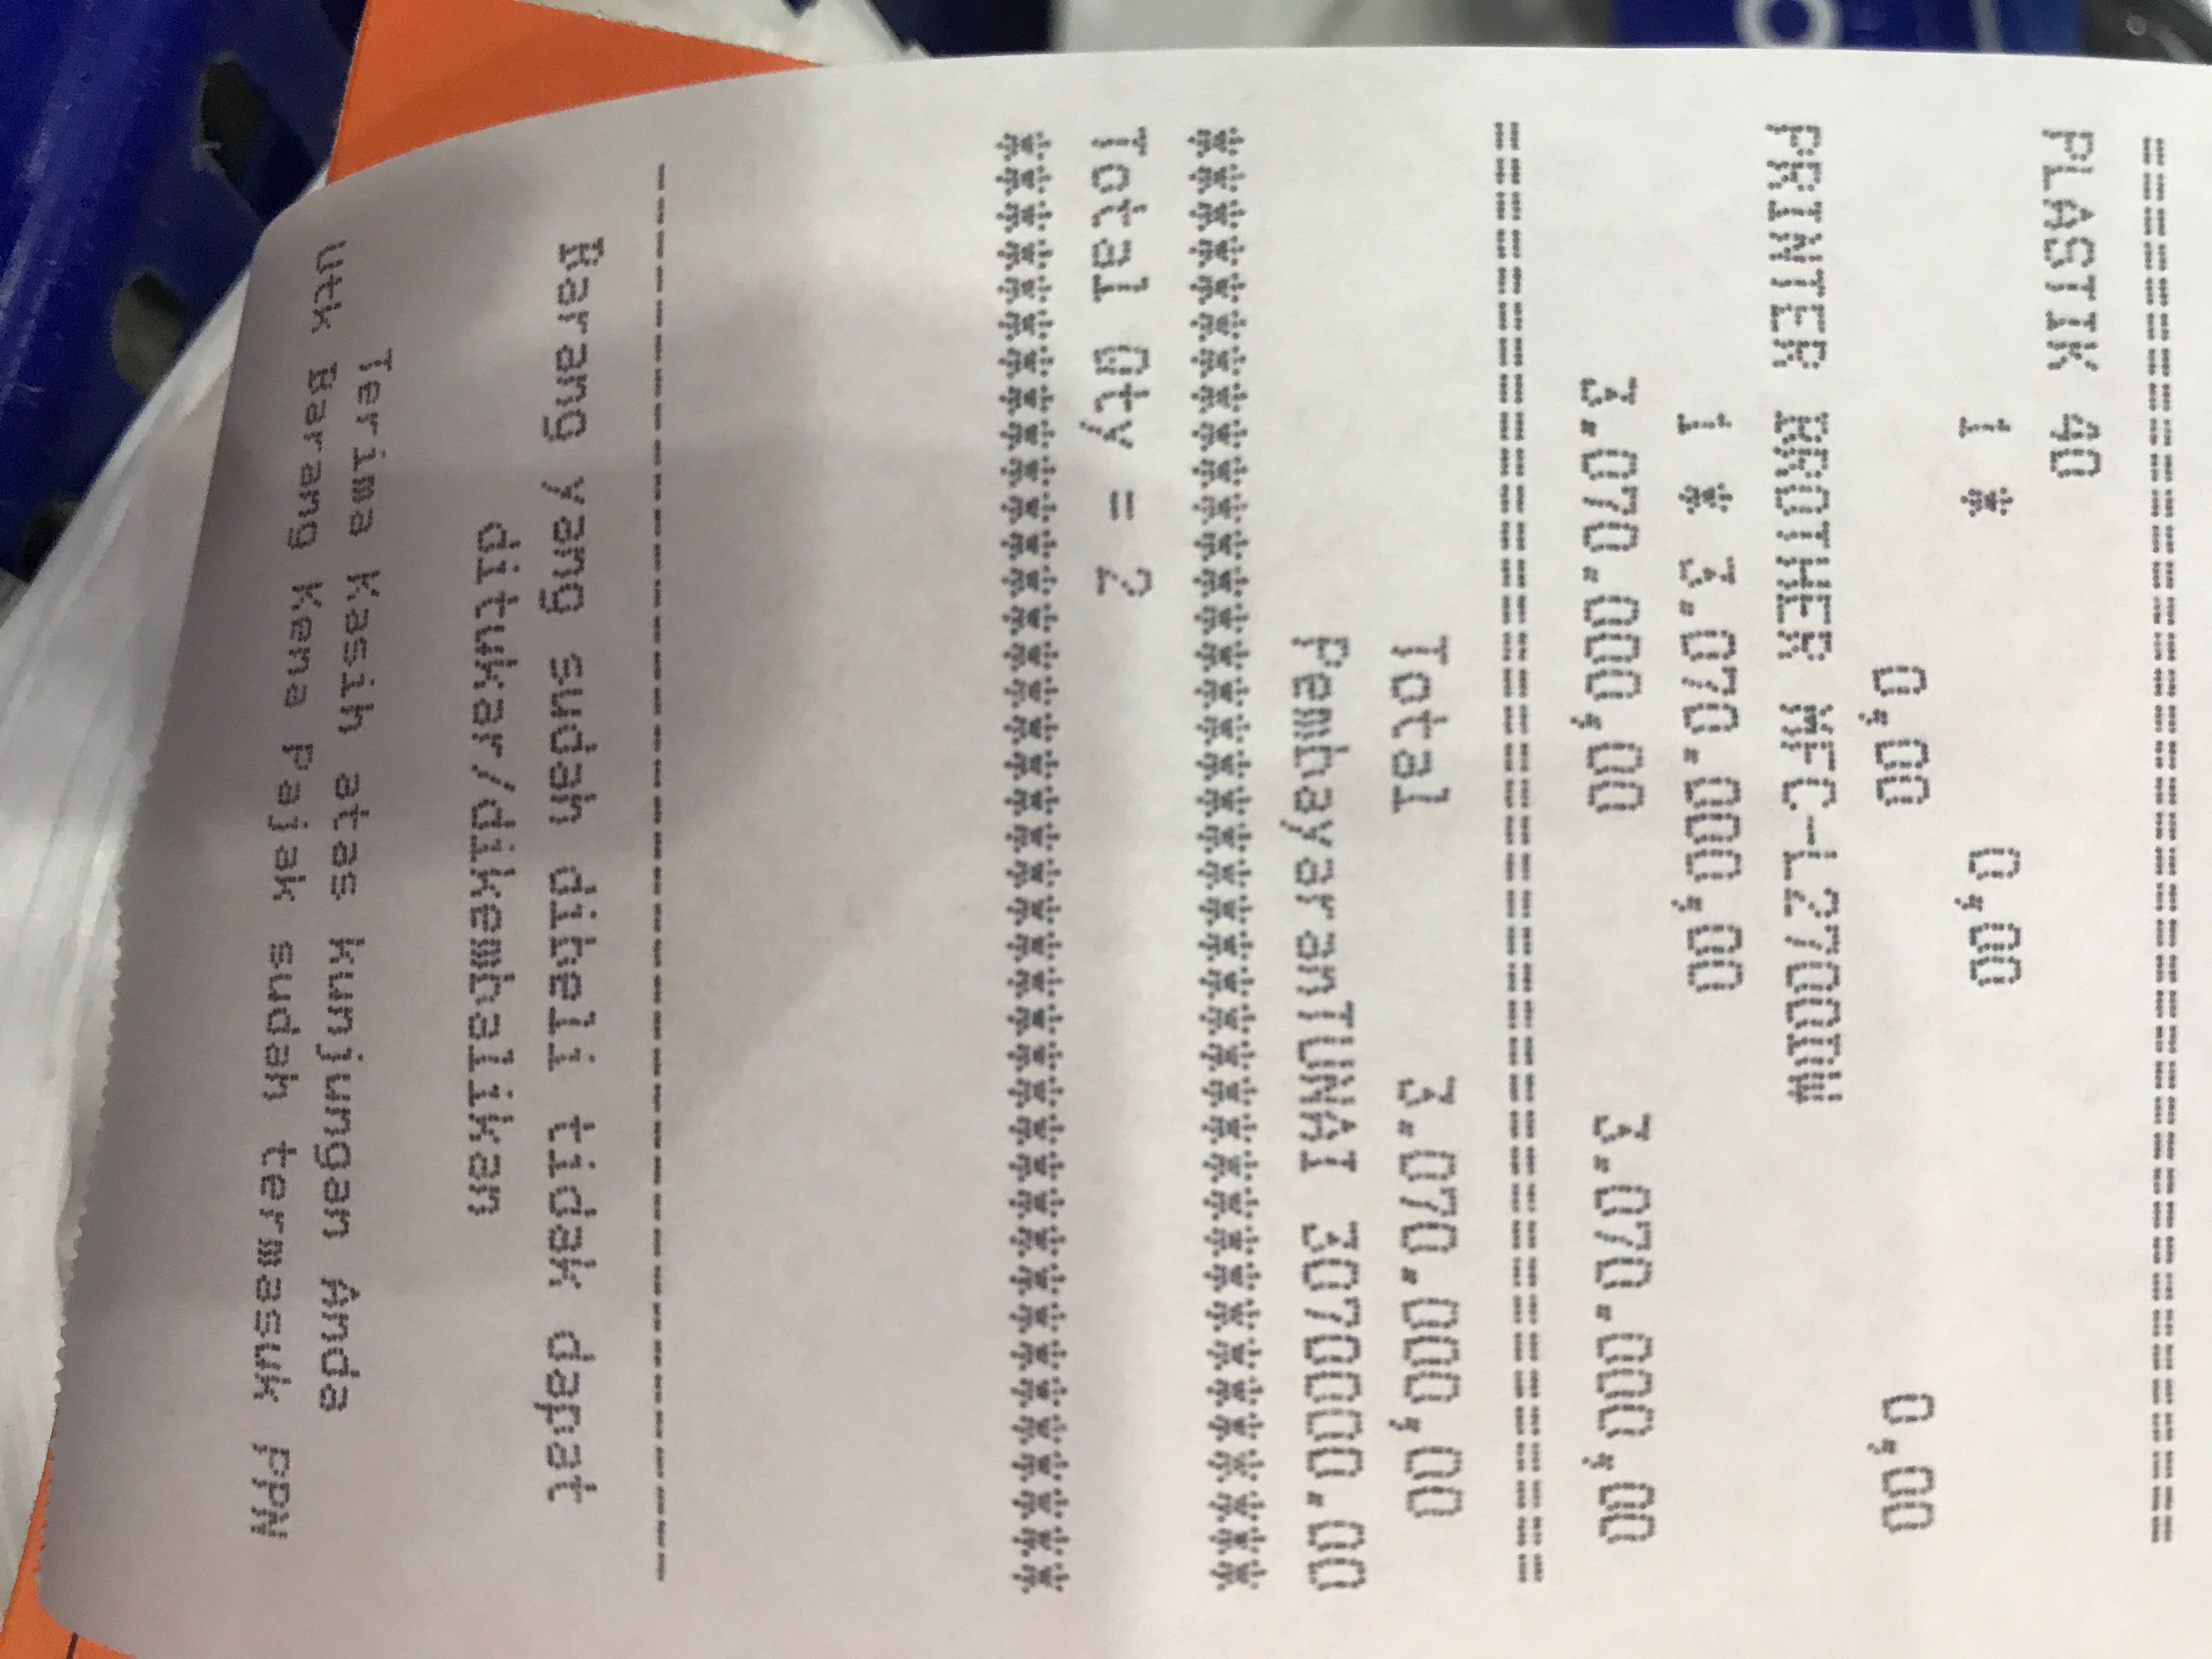 ==========================================
PLASTIK 40
1 * 0,00
0,00 0,00
PRINTER BROTHER MFC-L2700DW
1 * 3.070.000,00
3.070.000,00 3.070.000,00
==========================================
Total 3.070.000,00
PembayaranTUNAI 3070000.00
****************************************
Total Qty = 2
****************************************
----------------------------------------
Barang yang sudah dibeli tidak dapat
ditukar/dikembalikan
Terima Kasih atas kunjungan Anda
Utk Barang Kena Pajak sudah termasuk PPN